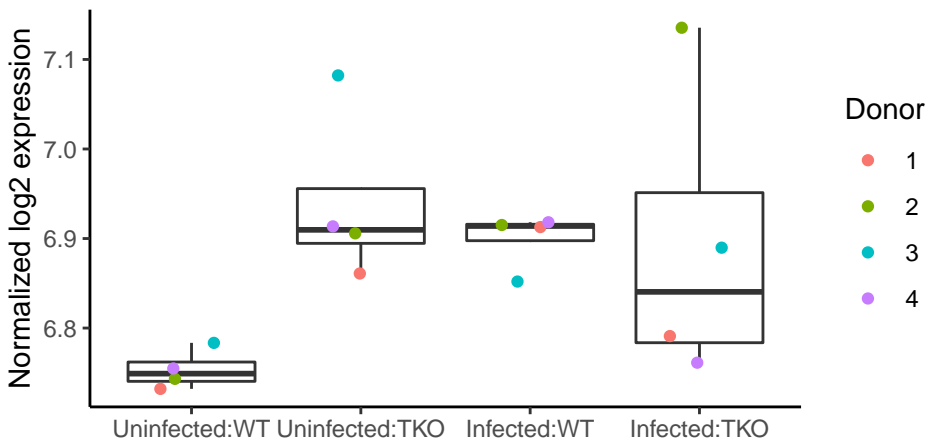 Normalized log2 expression
7.1
7.0
6.9
6.8
Uninfected:WT Uninfected:TKO Infected:WT Infected:TKO
Donor
1
2
3
4